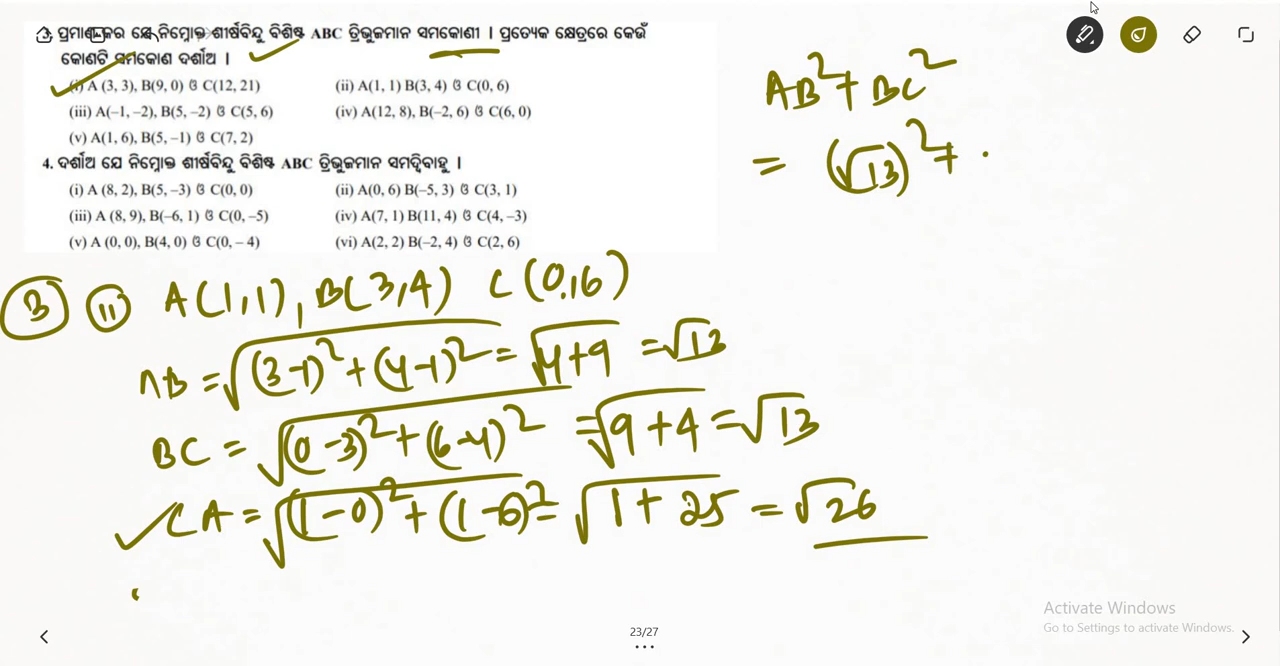 3. ପ୍ରମାଣ କର ଯେ ନିମ୍ନୋକ୍ତ ଶୀର୍ଷବିନ୍ଦୁ ବିଶିଷ୍ଟ ABC ତ୍ରିଭୁଜମାନ ସମକୋଣୀ । ପ୍ରତ୍ୟେକ କ୍ଷେତ୍ରରେ କେଉଁ
କୋଣଟି ସମକୋଣ ଦର୍ଶାଅ ।
(i) A (3, 3), B(9, 0) ଓ C(12, 21) (ii) A(1, 1) B(3, 4) ଓ C(0, 6)
(iii) A(–1, –2), B(5, –2) ଓ C(5, 6) (iv) A(12, 8), B(–2, 6) ଓ C(6, 0)
(v) A(1, 6), B(5, –1) ଓ C(7, 2)
4. ଦର୍ଶାଅ ଯେ ନିମ୍ନୋକ୍ତ ଶୀର୍ଷବିନ୍ଦୁ ବିଶିଷ୍ଟ ABC ତ୍ରିଭୁଜମାନ ସମଦ୍ୱିବାହୁ ।
(i) A (8, 2), B(5, –3) ଓ C(0, 0) (ii) A(0, 6) B(–5, 3) ଓ C(3, 1)
(iii) A (8, 9), B(–6, 1) ଓ C(0, –5) (iv) A(7, 1) B(11, 4) ଓ C(4, –3)
(v) A (0, 0), B(4, 0) ଓ C(0, – 4) (vi) A(2, 2) B(–2, 4) ଓ C(2, 6)
AB² + BC²
= (√13)² +
3 (ii) A(1,1), B(3,4) C(0,6)
AB = √(3-1)² + (4-1)² = √4+9 = √13
BC = √(0-3)² + (6-4)² = √9+4 = √13
CA = √(1-0)² + (1-6)² = √1+25 = √26
Activate Windows
Go to Settings to activate Windows.
23/27